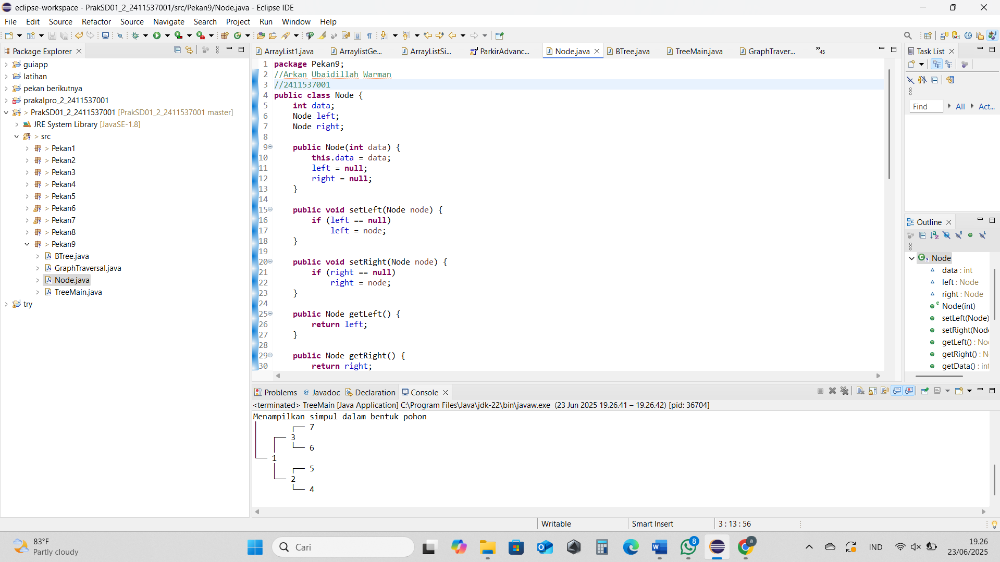 eclipse-workspace - PrakSD01_2_2411537001/src/Pekan9/Node.java - Eclipse IDE
File Edit Source Refactor Source Navigate Search Project Run Window Help
Package Explorer
guiapp
latihan
pekan berikutnya
prakalpro_2_2411537001
> PrakSD01_2_2411537001 [PrakSD01_2_2411537001 master]
JRE System Library [JavaSE-1.8]
> src
> Pekan1
> Pekan2
> Pekan3
> Pekan4
> Pekan5
> Pekan6
> Pekan7
> Pekan8
> Pekan9
BTree.java
GraphTraversal.java
Node.java
TreeMain.java
try
ArrayList1.java ArraylistGe... ArrayListSi... ParkirAdvanc... Node.java BTree.java TreeMain.java GraphTraver... »45
1 package Pekan9;
2 //Arkan Ubaidillah Warman
3 //2411537001
4 public class Node {
5 int data;
6 Node left;
7 Node right;
8
9 public Node(int data) {
10 this.data = data;
11 left = null;
12 right = null;
13 }
14
15 public void setLeft(Node node) {
16 if (left == null)
17 left = node;
18 }
19
20 public void setRight(Node node) {
21 if (right == null)
22 right = node;
23 }
24
25 public Node getLeft() {
26 return left;
27 }
28
29 public Node getRight() {
30 return right;
Task List
Find All Act...
Outline
Node
data : int
left : Node
right : Node
Node(int)
setLeft(Node)
setRight(Node
getLeft() : No
getRight() : N
getData() : int
Problems @ Javadoc Declaration Console
<terminated> TreeMain [Java Application] C:\Program Files\Java\jdk-22\bin\javaw.exe (23 Jun 2025 19.26.41 – 19.26.42) [pid: 36704]
Menampilkan simpul dalam bentuk pohon
│       ┌── 7
│   ┌── 3
│   │   └── 6
└── 1
    │   ┌── 5
    └── 2
        └── 4
Writable Smart Insert 3 : 13 : 56
83°F
Partly cloudy
Cari
8
a
IND
19.26
23/06/2025